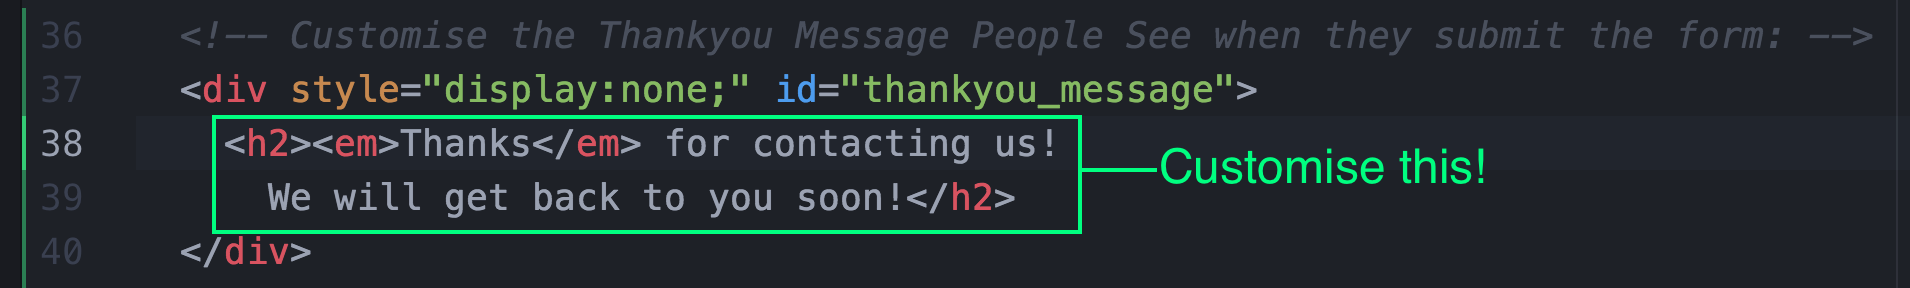 36 <!-- Customise the Thankyou Message People See when they submit the form: -->
37 <div style="display:none;" id="thankyou_message">
38 <h2><em>Thanks</em> for contacting us!
Customise this!
39 We will get back to you soon!</h2>
40 </div>